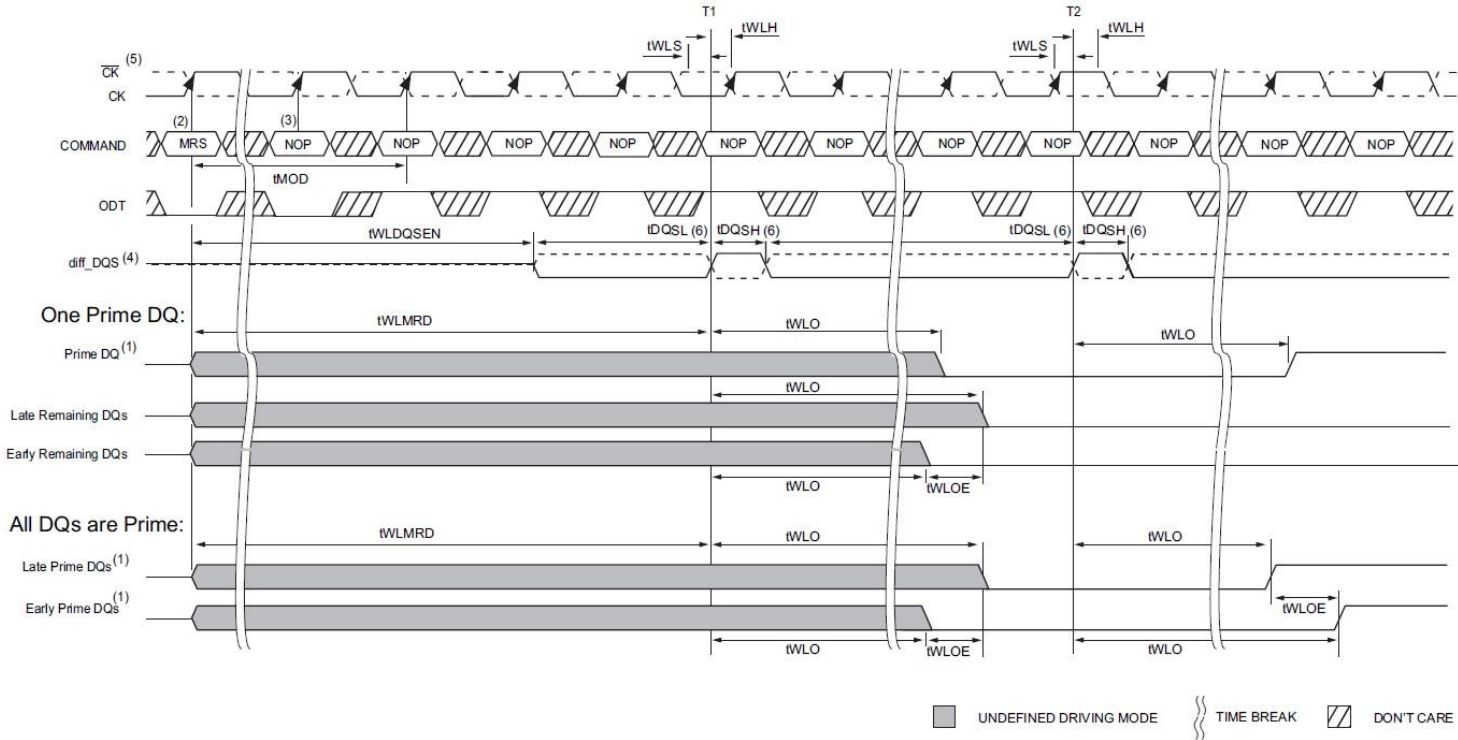 T1 T2
tWLS tWLH tWLS tWLH
CK (5)
CK
COMMAND (2) MRS (3) NOP NOP NOP NOP NOP NOP NOP NOP NOP NOP NOP
tMOD
ODT
tWLDQSEN tDQSL (6) tDQSH (6) tDQSL (6) tDQSH (6)
diff_DQS (4)
One Prime DQ:
tWLMRD tWLO tWLO
Prime DQ (1)
tWLO
Late Remaining DQs
Early Remaining DQs
tWLO tWLOE
All DQs are Prime:
tWLMRD tWLO tWLO
Late Prime DQs (1)
Early Prime DQs (1)
tWLOE
tWLO tWLOE tWLO
UNDEFINED DRIVING MODE TIME BREAK DON'T CARE